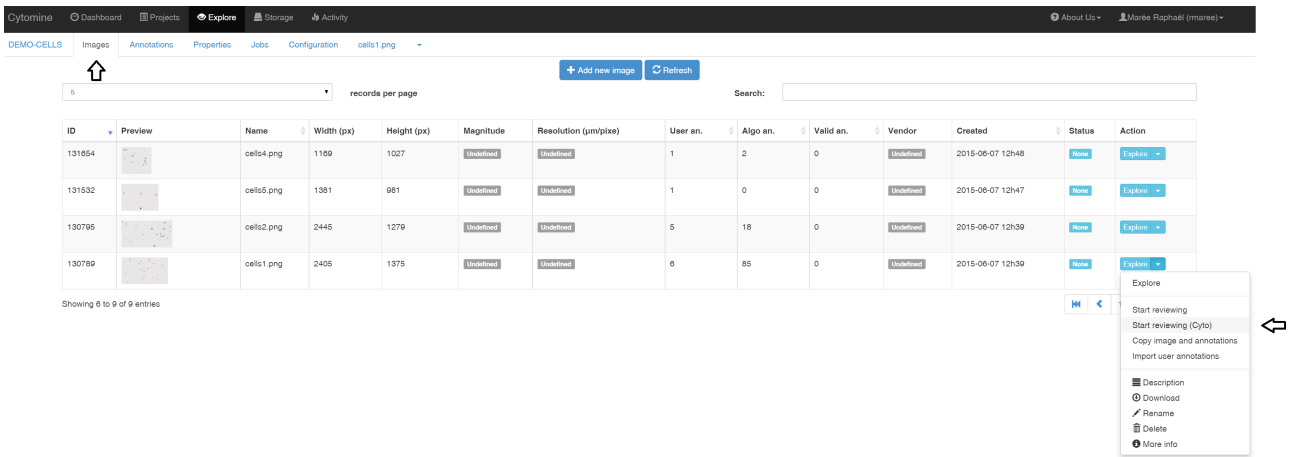 Cytomine Dashboard Projects Explore Storage Activity About Us Marée Raphaël (rmaree)
DEMO-CELLS Images Annotations Properties Jobs Configuration cells1.png
Add new image Refresh
5 records per page Search:
ID Preview Name Width (px) Height (px) Magnitude Resolution (µm/pixe) User an. Algo an. Valid an. Vendor Created Status Action
131654 cells4.png 1169 1027 Undefined Undefined 1 2 0 Undefined 2015-06-07 12h48 None Explore
131532 cells5.png 1381 981 Undefined Undefined 1 0 0 Undefined 2015-06-07 12h47 None Explore
130795 cells2.png 2445 1279 Undefined Undefined 5 18 0 Undefined 2015-06-07 12h39 None Explore
130789 cells1.png 2405 1375 Undefined Undefined 6 85 0 Undefined 2015-06-07 12h39 None Explore
Showing 6 to 9 of 9 entries
Explore
Start reviewing
Start reviewing (Cyto)
Copy image and annotations
Import user annotations
Description
Download
Rename
Delete
More info